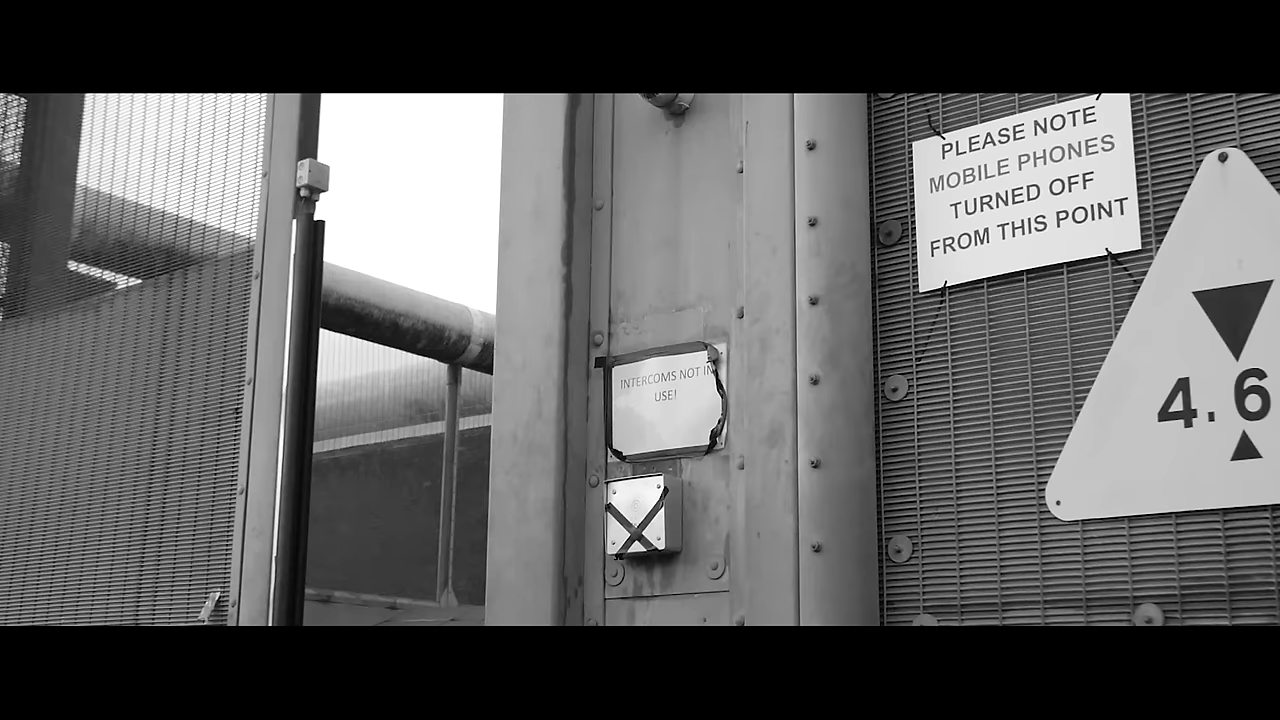 PLEASE NOTE
MOBILE PHONES
TURNED OFF
FROM THIS POINT
INTERCOMS NOT IN
USE!
4.6